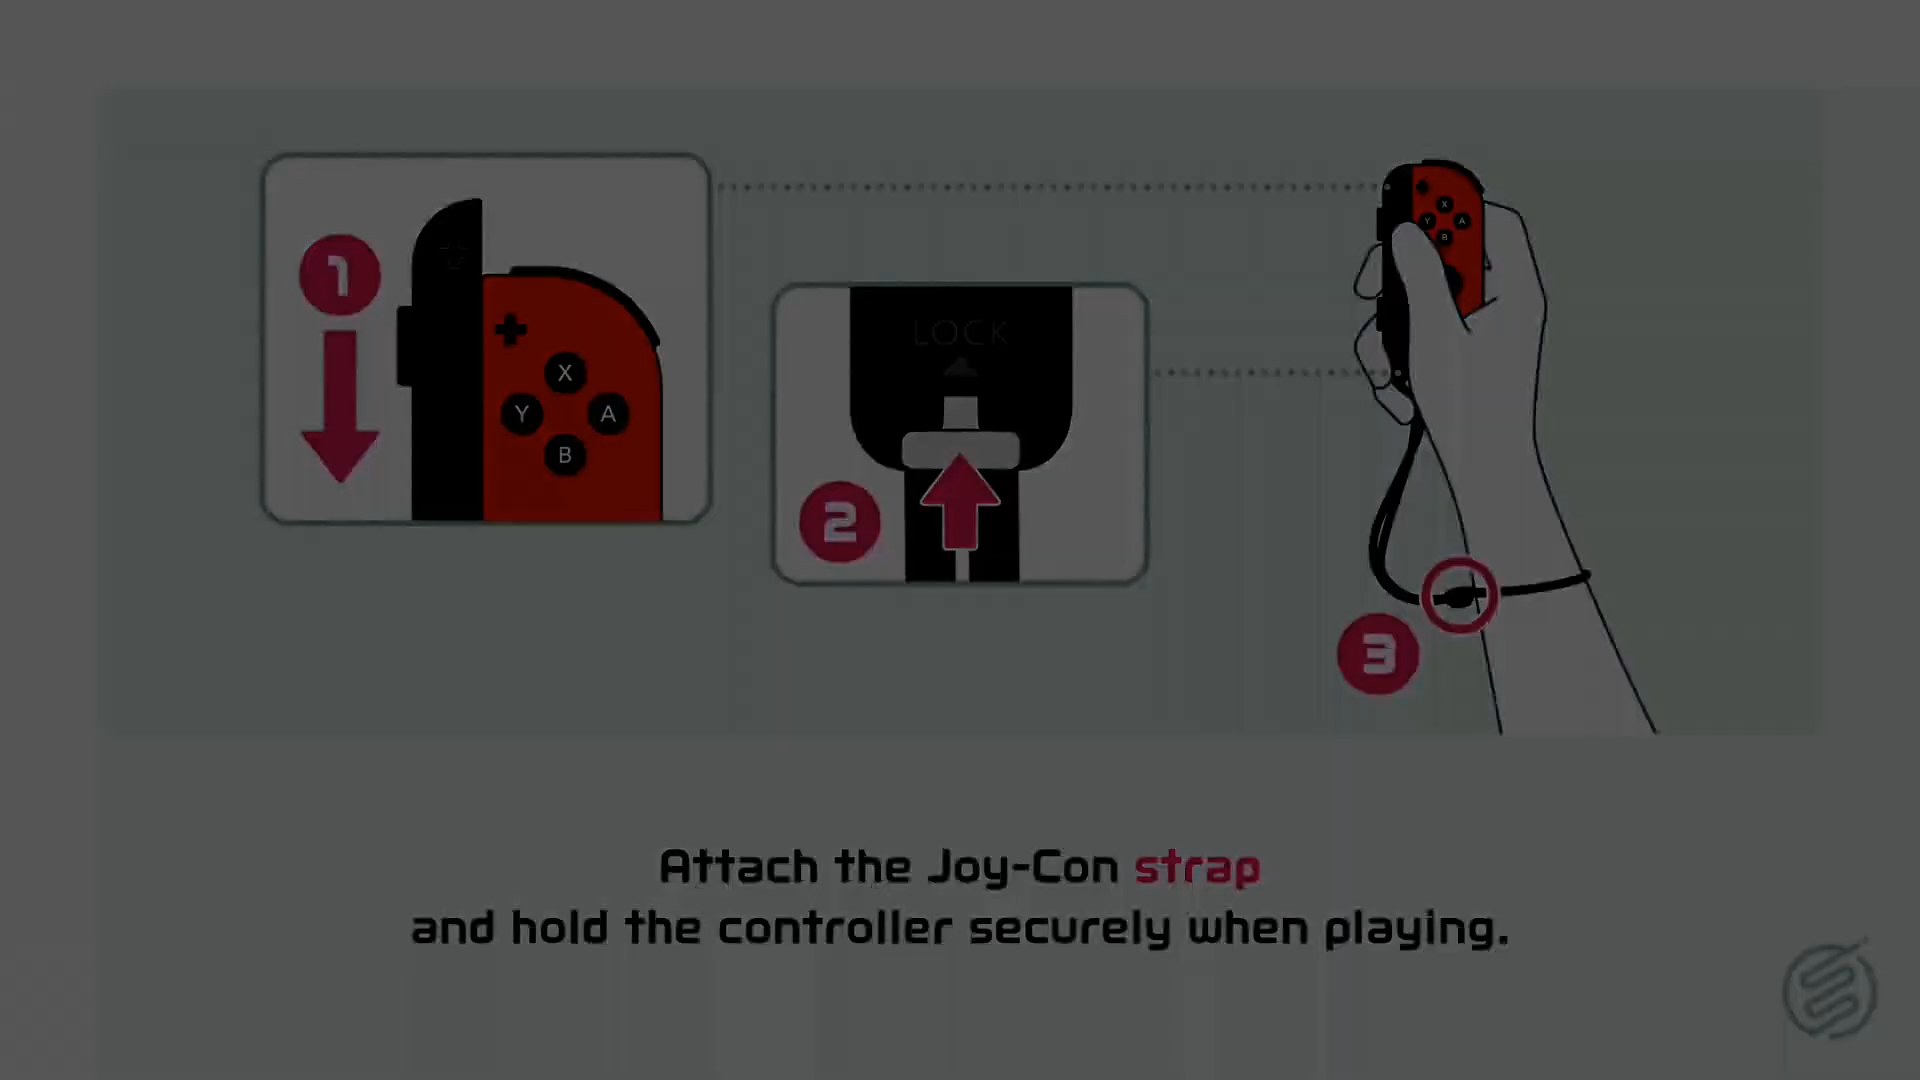 1
X
Y A
B
LOCK
2
X
Y A
B
3
Attach the Joy-Con strap
and hold the controller securely when playing.